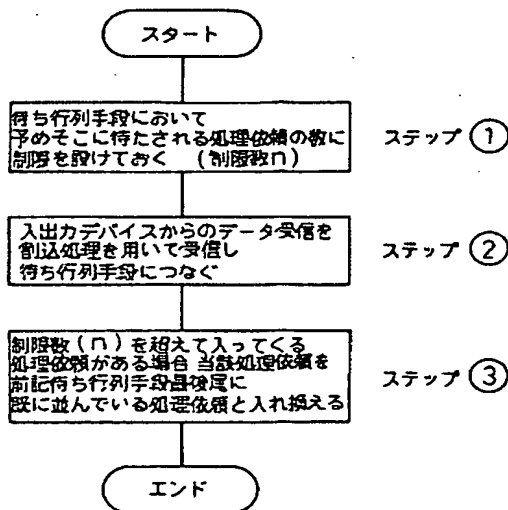 スタート
待ち行列手段において
予めそこに待たされる処理依頼の数に
制限を設けておく (制限数n)
ステップ ①
入出力デバイスからのデータ受信を
割込処理を用いて受信し
待ち行列手段につなぐ
ステップ ②
制限数(n)を超えて入ってくる
処理依頼がある場合 当該処理依頼を
前記待ち行列手段最後尾に
既に並んでいる処理依頼と入れ換える
ステップ ③
エンド